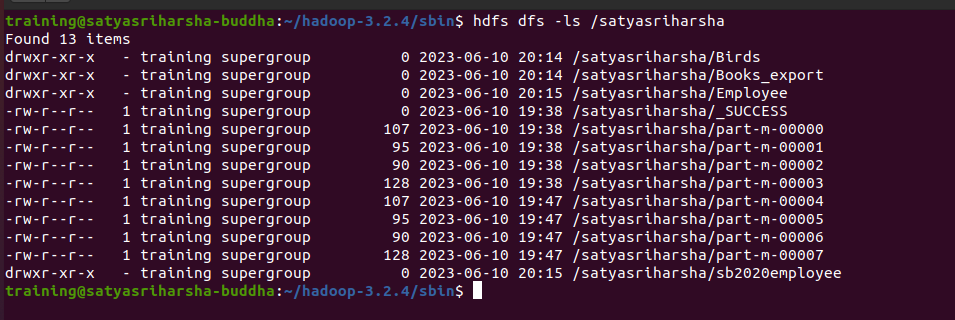 training@satyasriharsha-buddha:~/hadoop-3.2.4/sbin$ hdfs dfs -ls /satyasriharsha
Found 13 items
drwxr-xr-x   - training supergroup          0 2023-06-10 20:14 /satyasriharsha/Birds
drwxr-xr-x   - training supergroup          0 2023-06-10 20:14 /satyasriharsha/Books_export
drwxr-xr-x   - training supergroup          0 2023-06-10 20:15 /satyasriharsha/Employee
-rw-r--r--   1 training supergroup          0 2023-06-10 19:38 /satyasriharsha/_SUCCESS
-rw-r--r--   1 training supergroup        107 2023-06-10 19:38 /satyasriharsha/part-m-00000
-rw-r--r--   1 training supergroup         95 2023-06-10 19:38 /satyasriharsha/part-m-00001
-rw-r--r--   1 training supergroup         90 2023-06-10 19:38 /satyasriharsha/part-m-00002
-rw-r--r--   1 training supergroup        128 2023-06-10 19:38 /satyasriharsha/part-m-00003
-rw-r--r--   1 training supergroup        107 2023-06-10 19:47 /satyasriharsha/part-m-00004
-rw-r--r--   1 training supergroup         95 2023-06-10 19:47 /satyasriharsha/part-m-00005
-rw-r--r--   1 training supergroup         90 2023-06-10 19:47 /satyasriharsha/part-m-00006
-rw-r--r--   1 training supergroup        128 2023-06-10 19:47 /satyasriharsha/part-m-00007
drwxr-xr-x   - training supergroup          0 2023-06-10 20:15 /satyasriharsha/sb2020employee
training@satyasriharsha-buddha:~/hadoop-3.2.4/sbin$